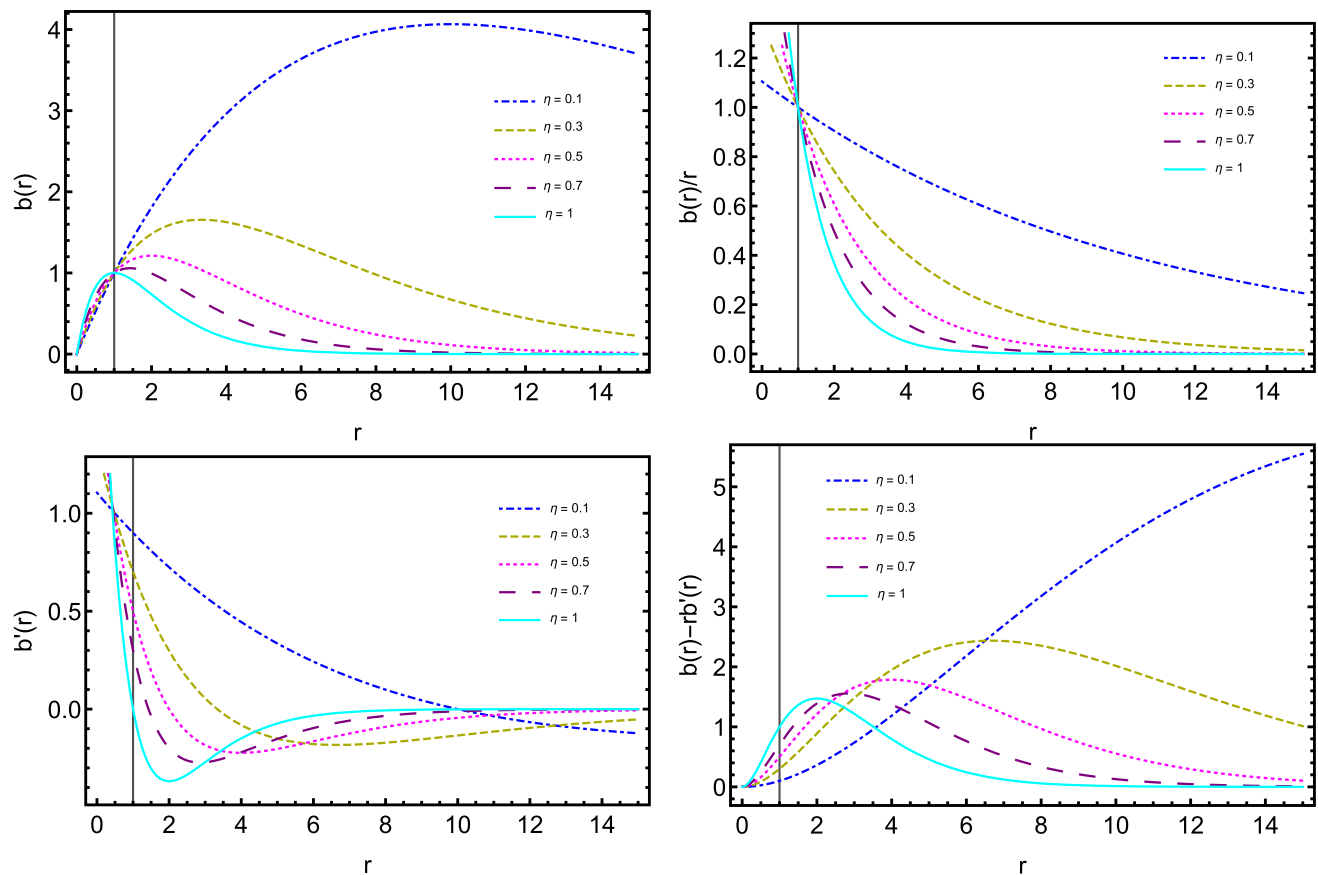 b(r)
4
3
2
1
0
η = 0.1
η = 0.3
η = 0.5
η = 0.7
η = 1
0 2 4 6 8 10 12 14
r
b(r)/r
1.2
1.0
0.8
0.6
0.4
0.2
0.0
η = 0.1
η = 0.3
η = 0.5
η = 0.7
η = 1
0 2 4 6 8 10 12 14
r
b'(r)
1.0
0.5
0.0
η = 0.1
η = 0.3
η = 0.5
η = 0.7
η = 1
0 2 4 6 8 10 12 14
r
b(r)−rb'(r)
5
4
3
2
1
0
η = 0.1
η = 0.3
η = 0.5
η = 0.7
η = 1
0 2 4 6 8 10 12 14
r